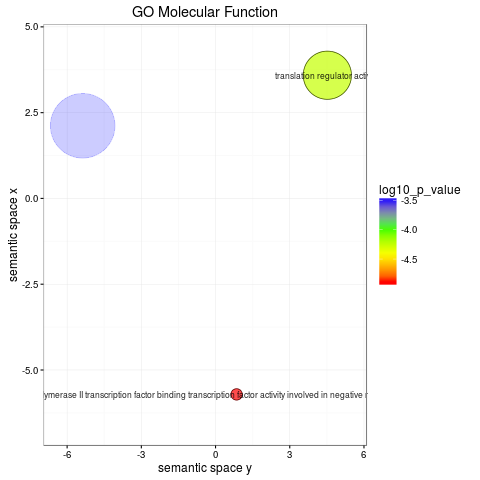 GO Molecular Function
5.0
translation regulator acti
2.5
semantic space x
0.0
log10_p_value
-3.5
-4.0
-4.5
-2.5
-5.0
ymerase II transcription factor binding transcription factor activity involved in negative r
-6
-3
0
3
6
semantic space y